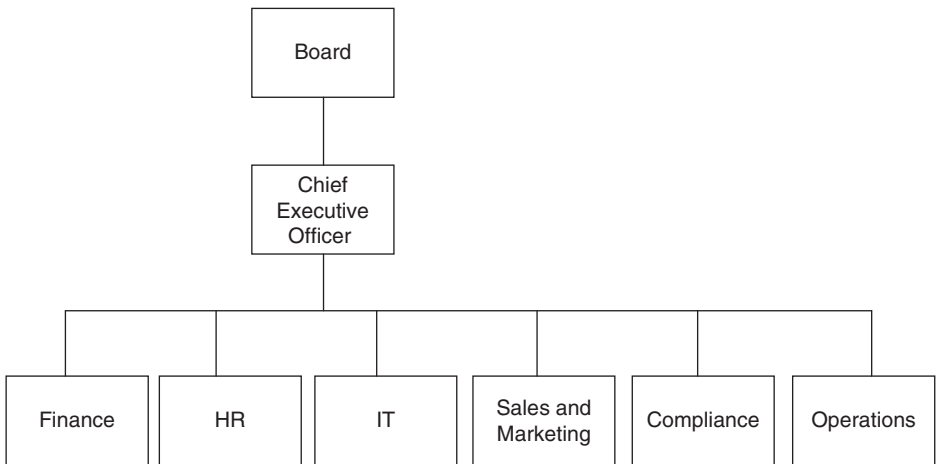 Board
Chief
Executive
Officer
Finance
HR
IT
Sales and
Marketing
Compliance
Operations